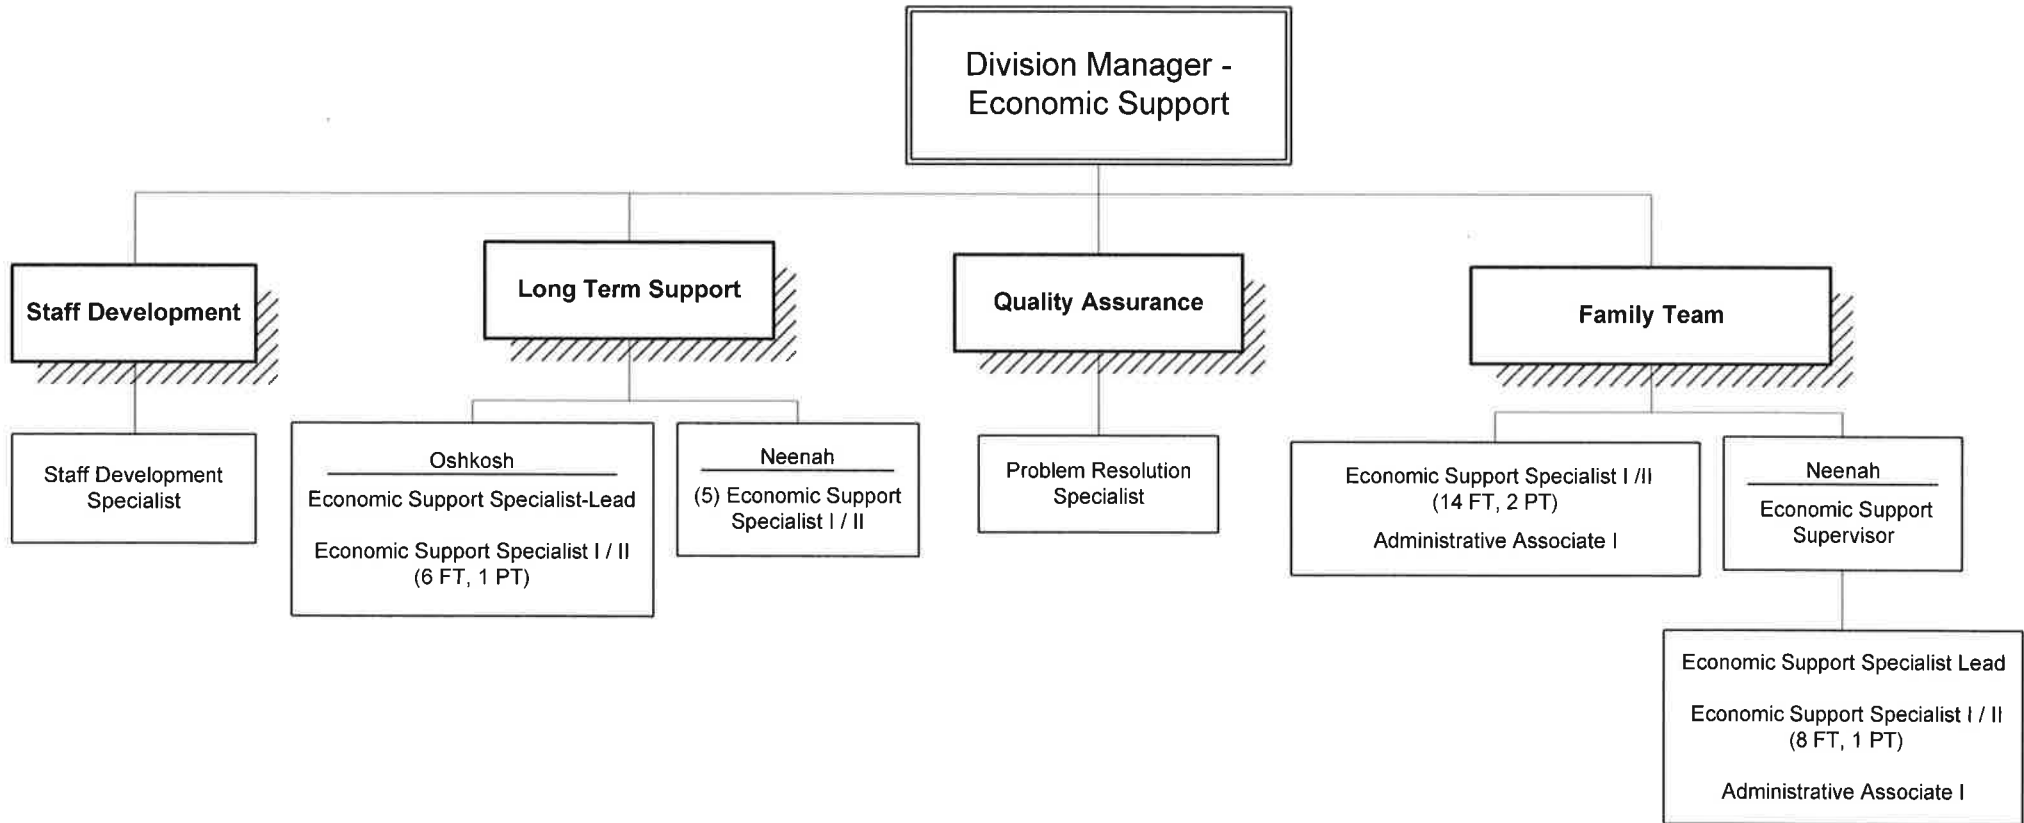 Division Manager -
Economic Support
Staff Development
Long Term Support
Quality Assurance
Family Team
Staff Development
Specialist
Oshkosh
Economic Support Specialist-Lead
Economic Support Specialist I / II
(6 FT, 1 PT)
Neenah
(5) Economic Support
Specialist I / II
Problem Resolution
Specialist
Economic Support Specialist I /II
(14 FT, 2 PT)
Administrative Associate I
Neenah
Economic Support
Supervisor
Economic Support Specialist Lead
Economic Support Specialist I / II
(8 FT, 1 PT)
Administrative Associate I